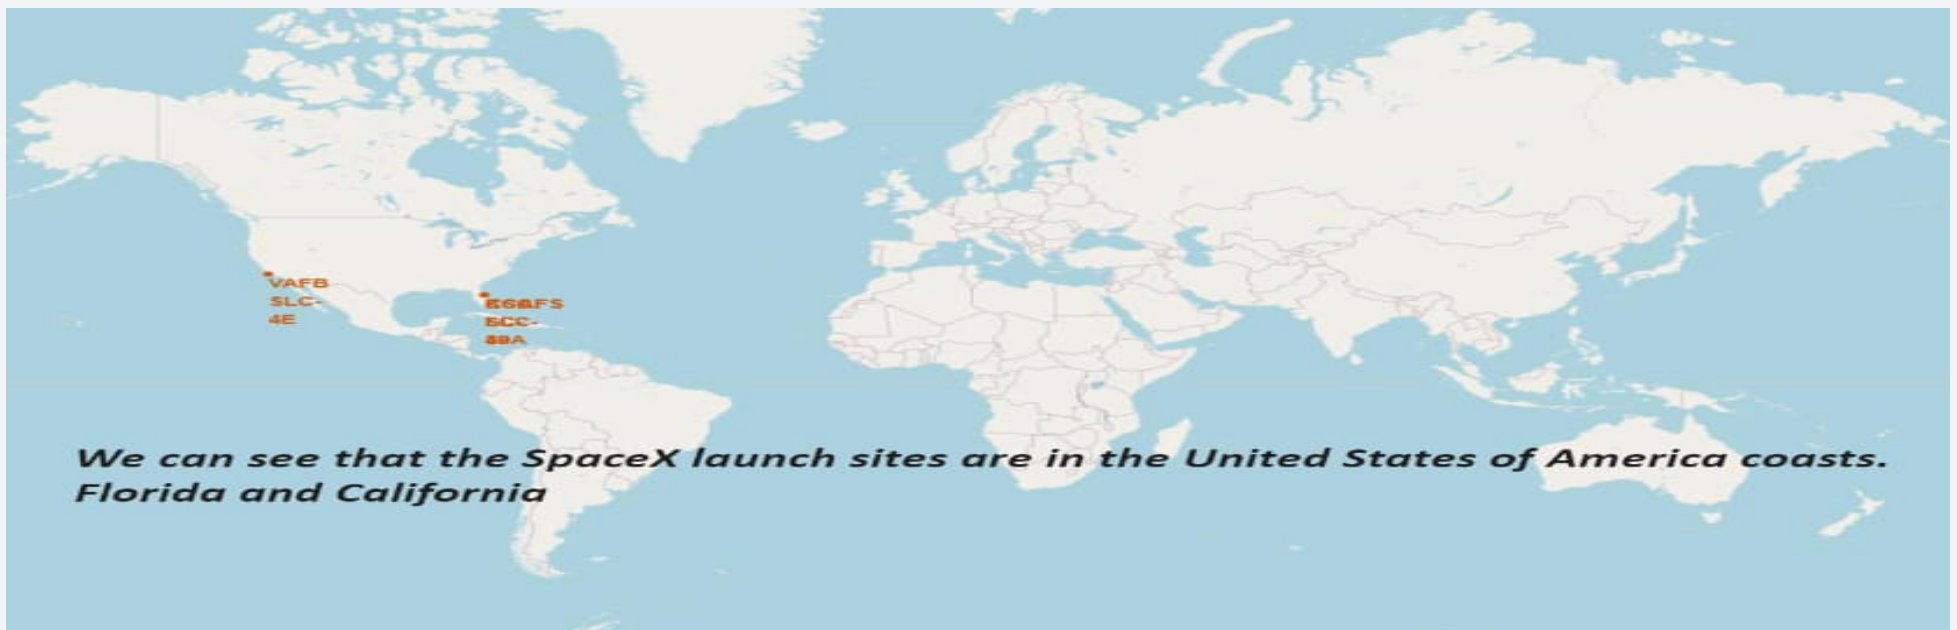 VAFB
SLC-
4E
We can see that the SpaceX launch sites are in the United States of America coasts.
Florida and California